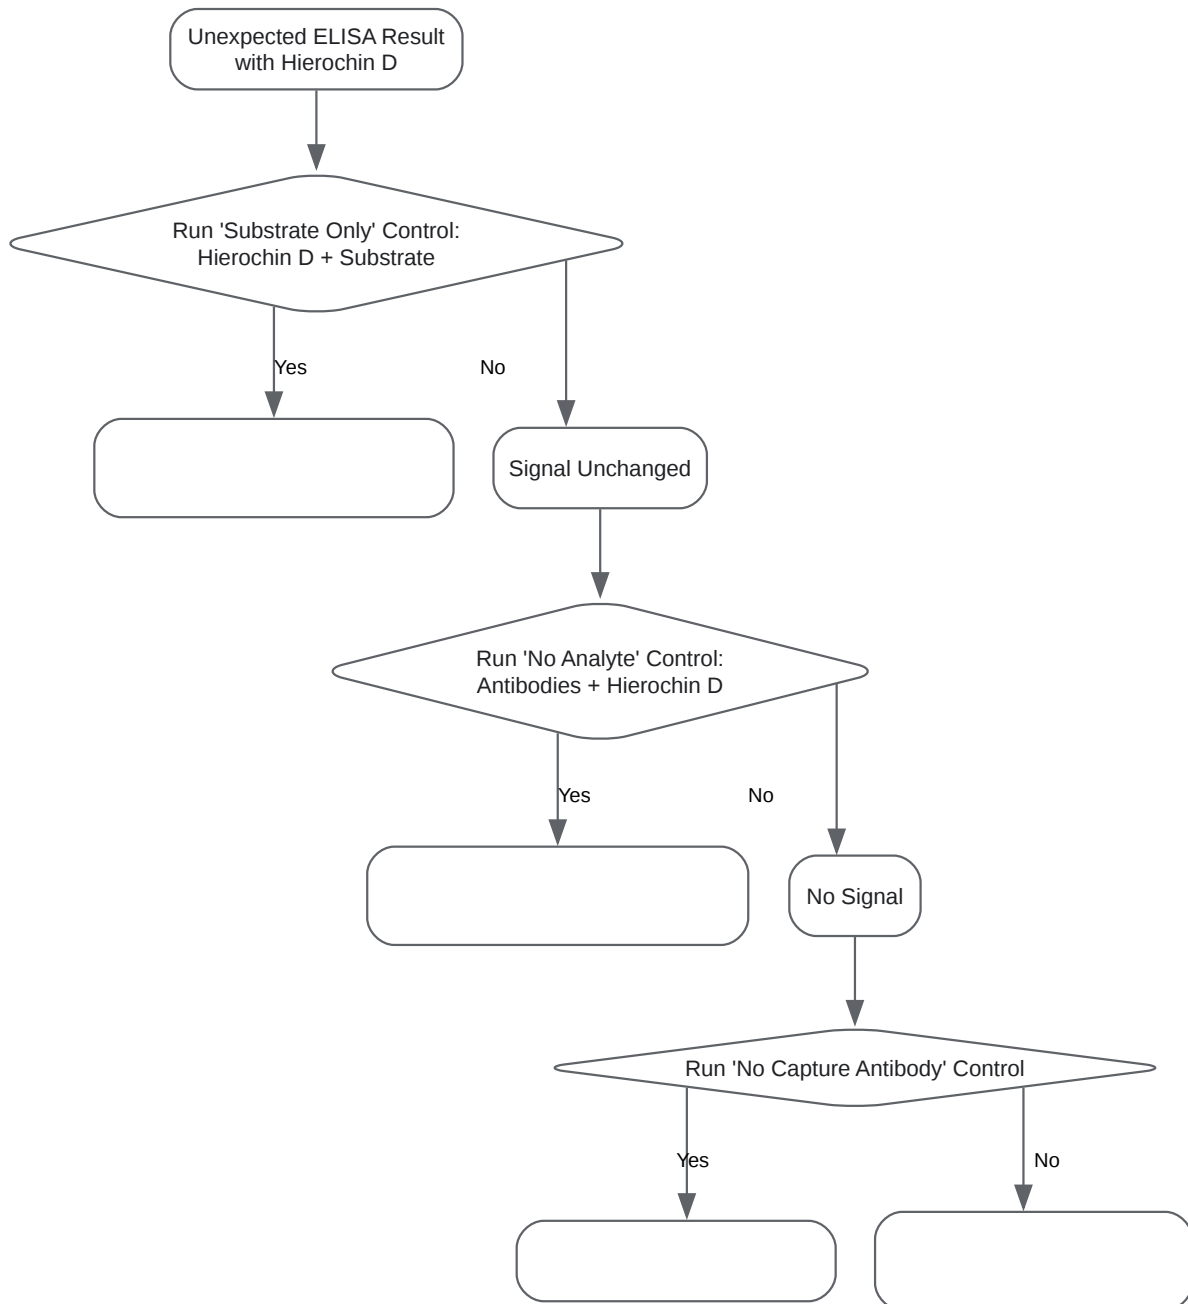 Unexpected ELISA Result
with Hierochin D
Run 'Substrate Only' Control:
Hierochin D + Substrate
Yes
No
Signal Unchanged
Run 'No Analyte' Control:
Antibodies + Hierochin D
Yes
No
No Signal
Run 'No Capture Antibody' Control
Yes
No